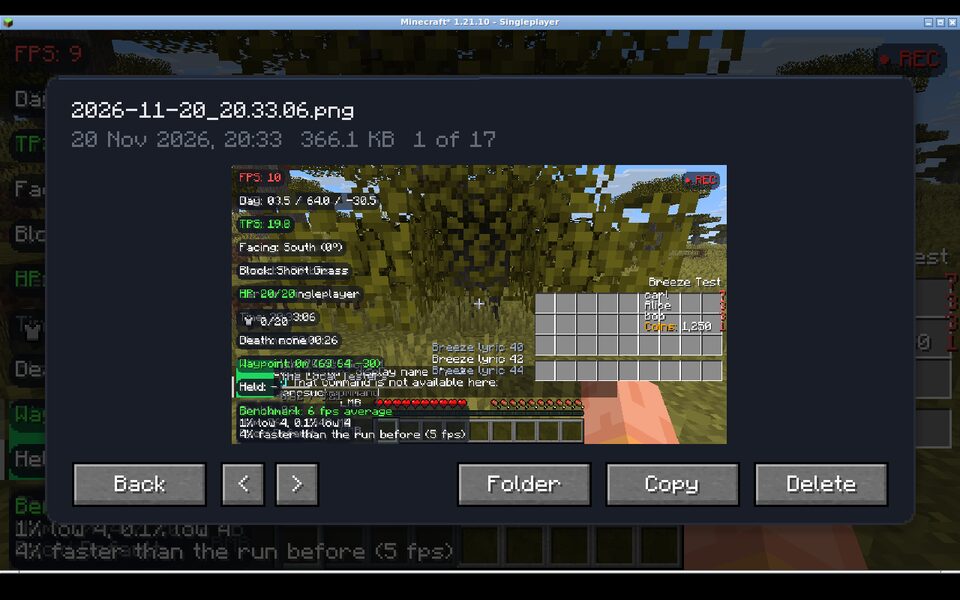 Minecraft* 1.21.10 - Singleplayer
FPS: 9
REC
2026-11-20_20.33.06.png
20 Nov 2026, 20:33 366.1 KB 1 of 17
FPS: 10
REC
Day: 03.5 / 64.0 / -30.5
TPS: 19.8
Facing: South (0°)
Block: Short Grass
Breeze Test
HP: 20/20 ngleplayer
carl
Alice
bob
Coins: 1,250
0/20
Death: none
Breeze lyric 40
Breeze lyric 42
Breeze lyric 44
Held: -
That command is not available here.
LMB
Benchmark: 6 fps average
1% low 4, 0.1% low 4
4% faster than the run before (5 fps)
Back
<
>
Folder
Copy
Delete
1% low 4, 0.1% low 4
4% faster than the run before (5 fps)